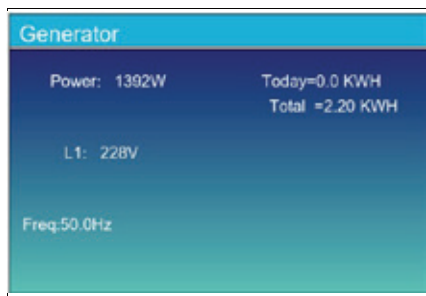 Generator
Power: 1392W
Today=0.0 KWH
Total =2.20 KWH
L1: 228V
Freq:50.0Hz